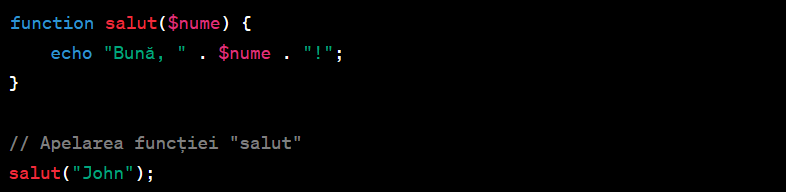 function salut($nume) {
    echo "Bună, " . $nume . "!";
}
// Apelarea funcției "salut"
salut("John");